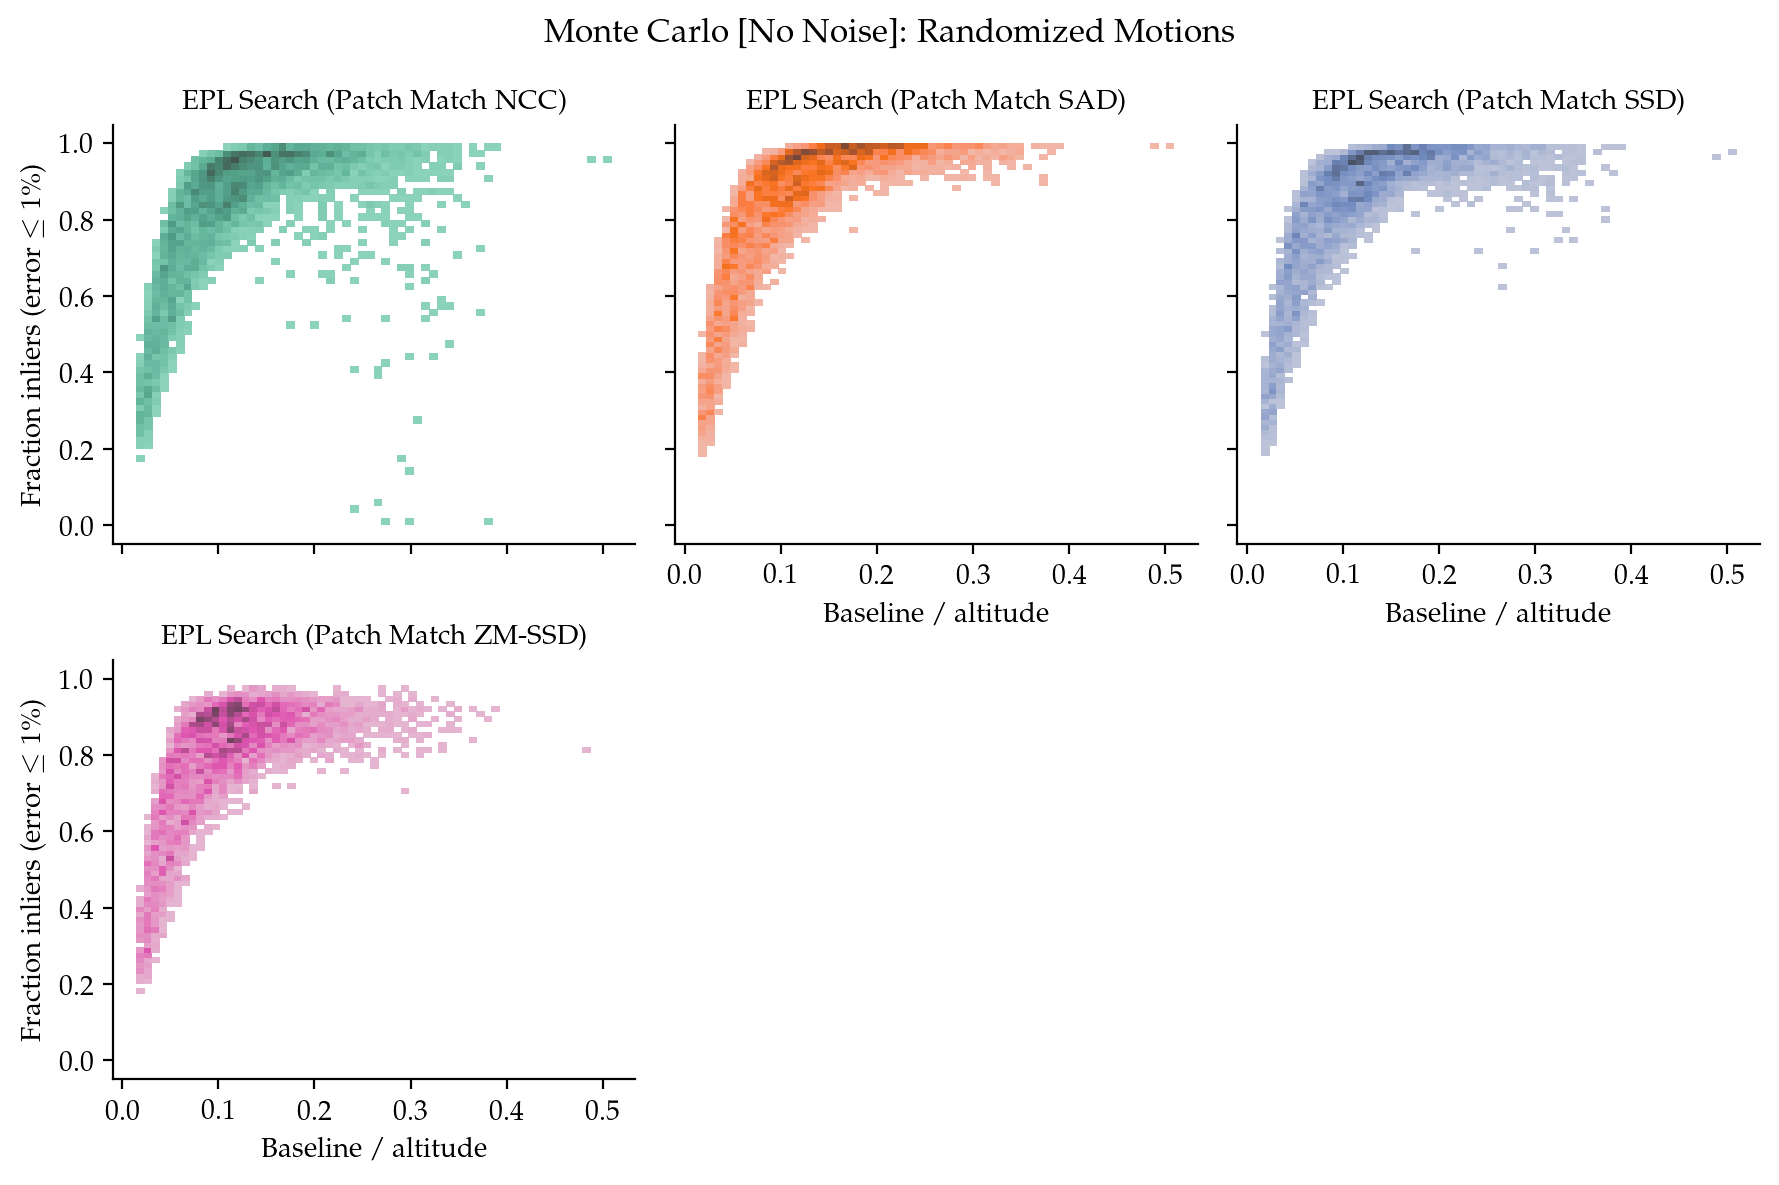 Monte Carlo [No Noise]: Randomized Motions
EPL Search (Patch Match NCC)
EPL Search (Patch Match SAD)
EPL Search (Patch Match SSD)
Fraction inliers (error ≤ 1%)
1.0
0.8
0.6
0.4
0.2
0.0
0.0 0.1 0.2 0.3 0.4 0.5
Baseline / altitude
0.0 0.1 0.2 0.3 0.4 0.5
Baseline / altitude
EPL Search (Patch Match ZM-SSD)
Fraction inliers (error ≤ 1%)
1.0
0.8
0.6
0.4
0.2
0.0
0.0 0.1 0.2 0.3 0.4 0.5
Baseline / altitude